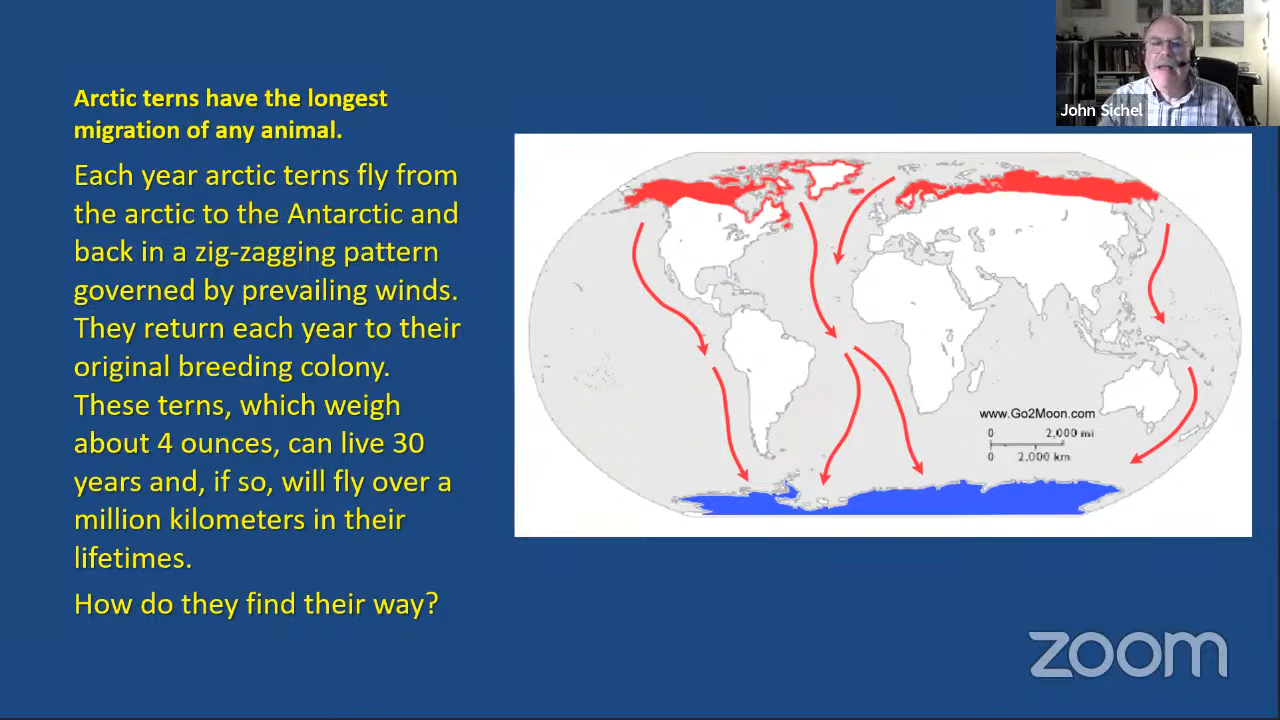 John Sichel
Arctic terns have the longest
migration of any animal.
Each year arctic terns fly from
the arctic to the Antarctic and
back in a zig-zagging pattern
governed by prevailing winds.
They return each year to their
original breeding colony.
These terns, which weigh
about 4 ounces, can live 30
years and, if so, will fly over a
million kilometers in their
lifetimes.
How do they find their way?
www.Go2Moon.com
0 2,000 mi
0 2,000 km
zoom